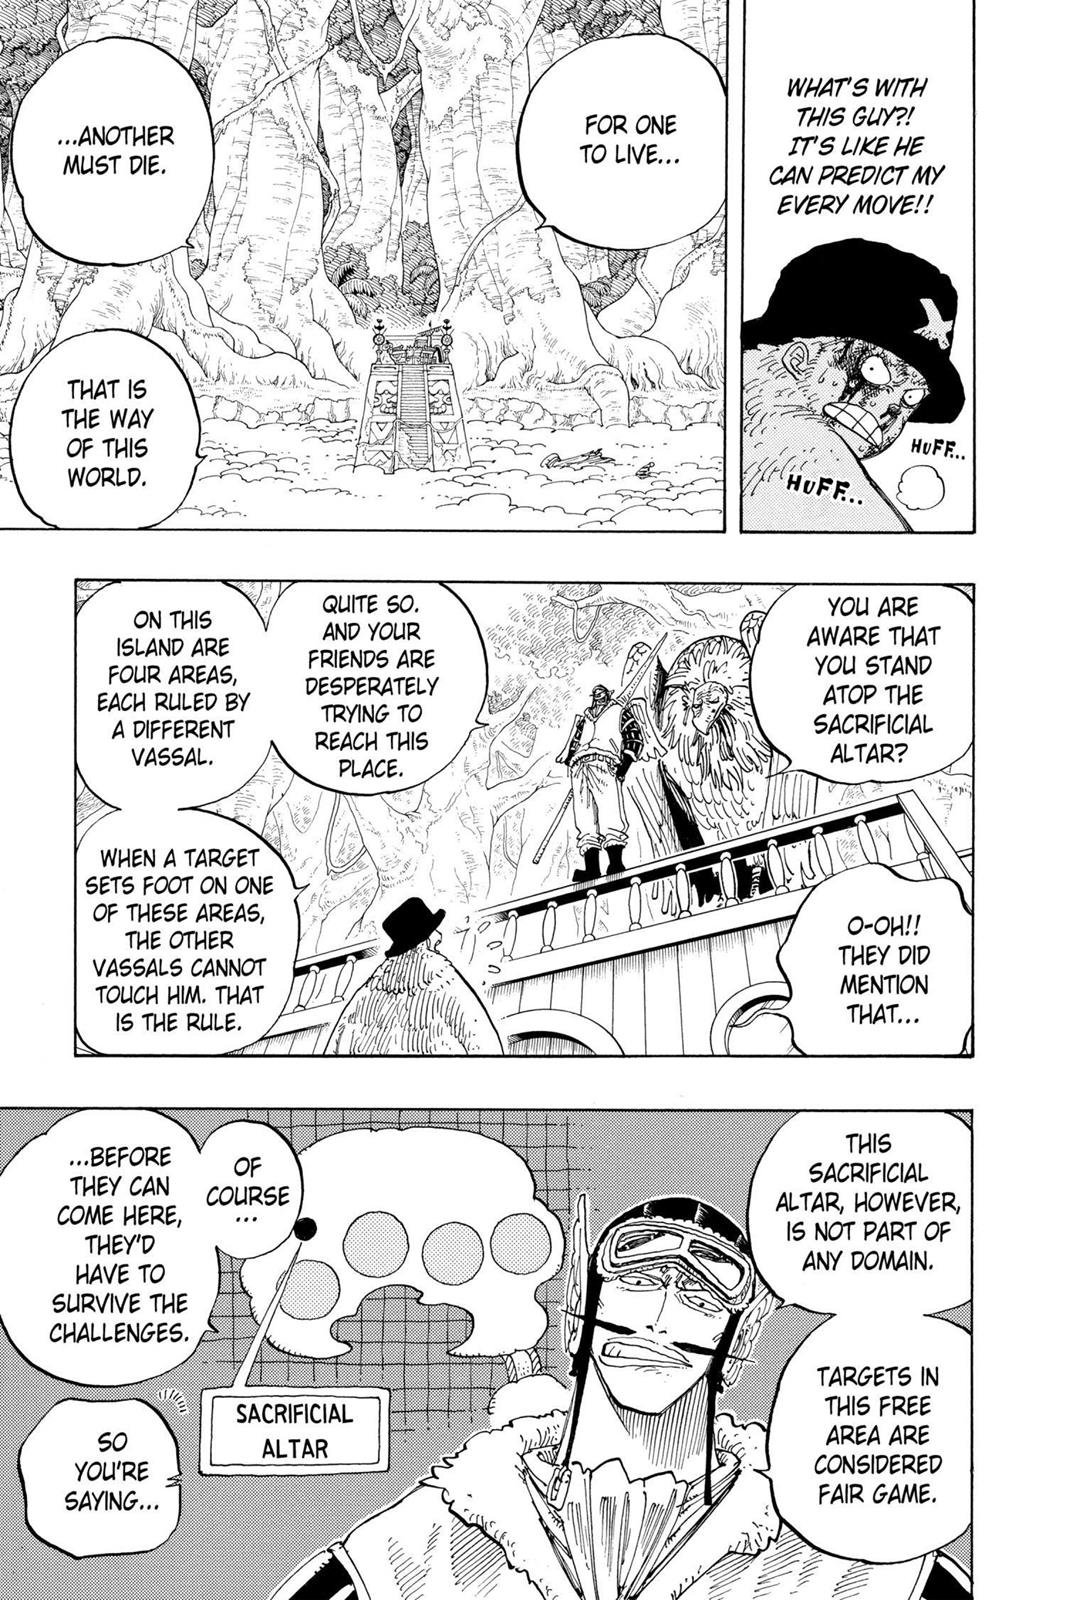 WHAT'S WITH
THIS GUY?!
IT'S LIKE HE
CAN PREDICT MY
EVERY MOVE!!
HUFF...
HUFF...
FOR ONE
TO LIVE...
...ANOTHER
MUST DIE.
THAT IS
THE WAY
OF THIS
WORLD.
YOU ARE
AWARE THAT
YOU STAND
ATOP THE
SACRIFICIAL
ALTAR?
O-OH!!
THEY DID
MENTION
THAT...
QUITE SO.
AND YOUR
FRIENDS ARE
DESPERATELY
TRYING TO
REACH THIS
PLACE.
ON THIS
ISLAND ARE
FOUR AREAS,
EACH RULED BY
A DIFFERENT
VASSAL.
WHEN A TARGET
SETS FOOT ON ONE
OF THESE AREAS,
THE OTHER
VASSALS CANNOT
TOUCH HIM. THAT
IS THE RULE.
THIS
SACRIFICIAL
ALTAR, HOWEVER,
IS NOT PART OF
ANY DOMAIN.
TARGETS IN
THIS FREE
AREA ARE
CONSIDERED
FAIR GAME.
OF
COURSE
...
...BEFORE
THEY CAN
COME HERE,
THEY'D
HAVE TO
SURVIVE THE
CHALLENGES.
SACRIFICIAL
ALTAR
SO
YOU'RE
SAYING...